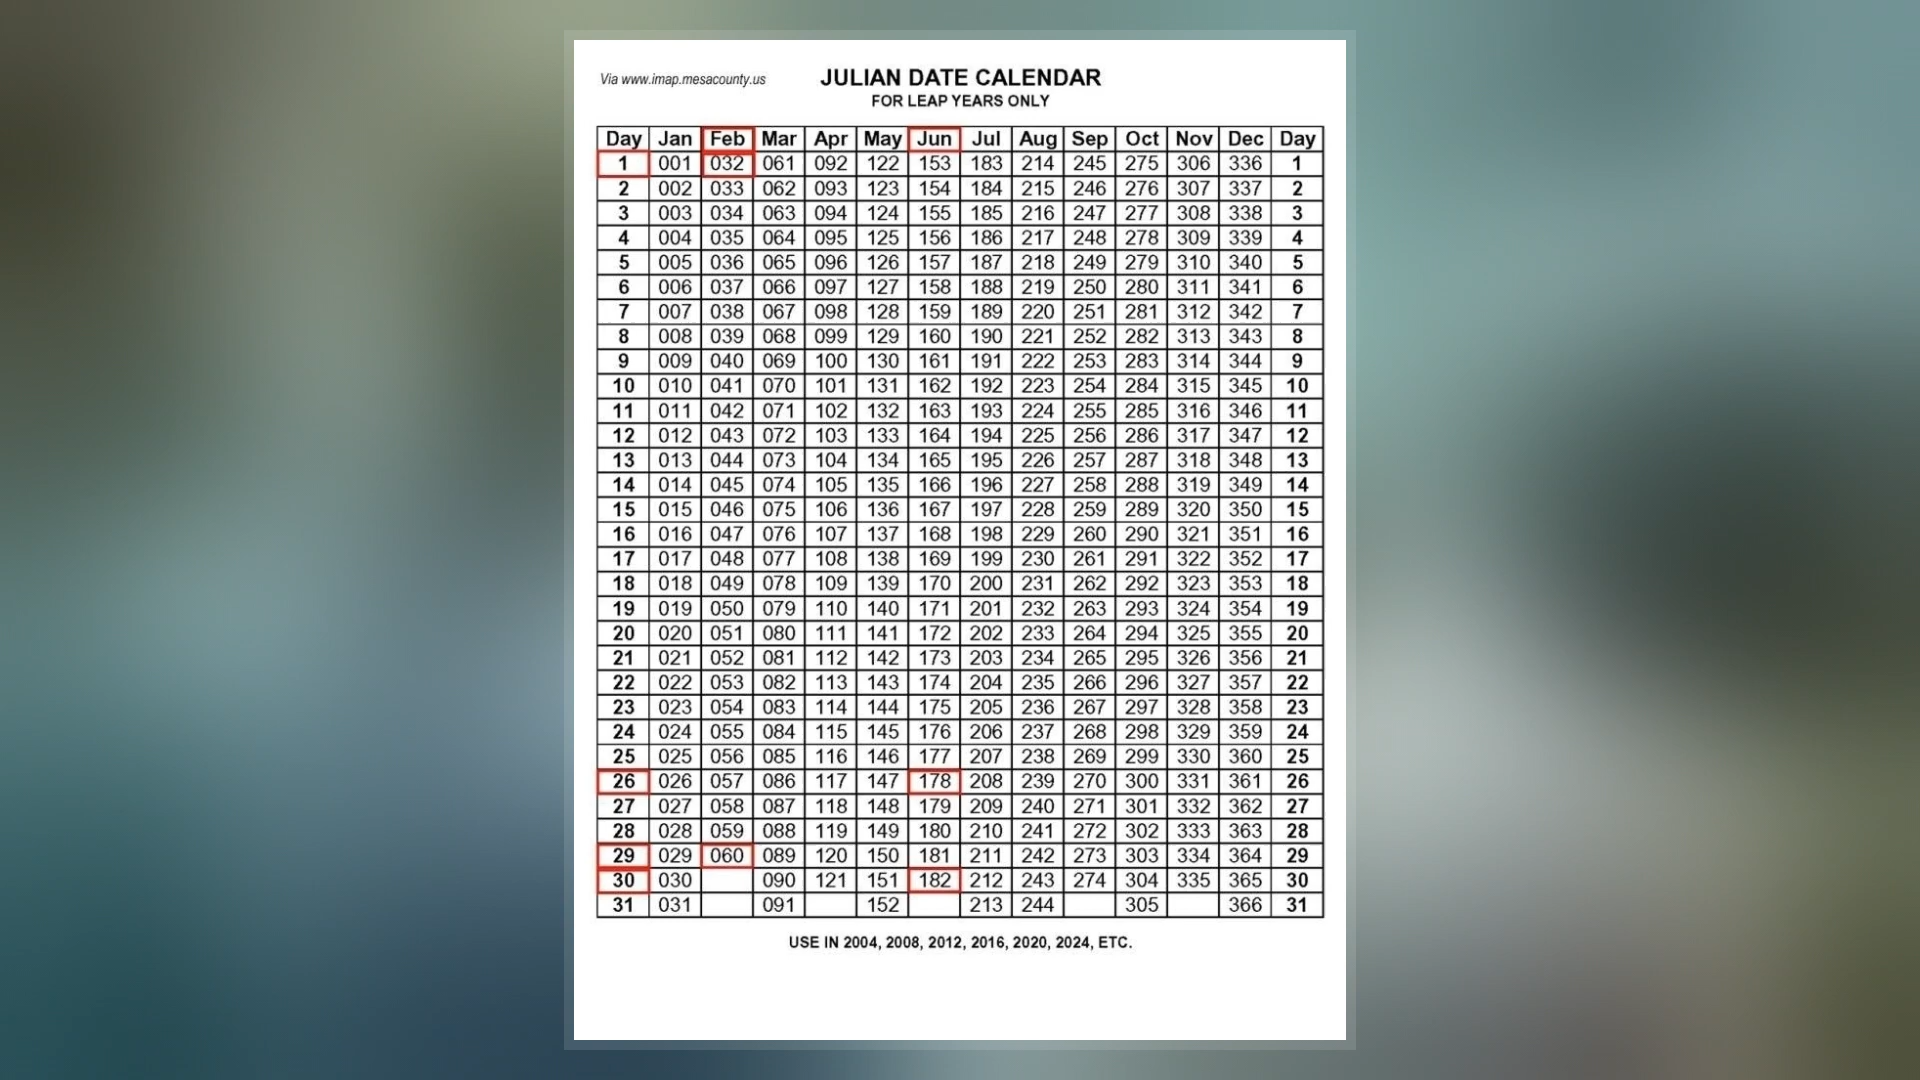 Via www.imap.mesacounty.us
JULIAN DATE CALENDAR
FOR LEAP YEARS ONLY
Day Jan Feb Mar Apr May Jun Jul Aug Sep Oct Nov Dec Day
1 001 032 061 092 122 153 183 214 245 275 306 336 1
2 002 033 062 093 123 154 184 215 246 276 307 337 2
3 003 034 063 094 124 155 185 216 247 277 308 338 3
4 004 035 064 095 125 156 186 217 248 278 309 339 4
5 005 036 065 096 126 157 187 218 249 279 310 340 5
6 006 037 066 097 127 158 188 219 250 280 311 341 6
7 007 038 067 098 128 159 189 220 251 281 312 342 7
8 008 039 068 099 129 160 190 221 252 282 313 343 8
9 009 040 069 100 130 161 191 222 253 283 314 344 9
10 010 041 070 101 131 162 192 223 254 284 315 345 10
11 011 042 071 102 132 163 193 224 255 285 316 346 11
12 012 043 072 103 133 164 194 225 256 286 317 347 12
13 013 044 073 104 134 165 195 226 257 287 318 348 13
14 014 045 074 105 135 166 196 227 258 288 319 349 14
15 015 046 075 106 136 167 197 228 259 289 320 350 15
16 016 047 076 107 137 168 198 229 260 290 321 351 16
17 017 048 077 108 138 169 199 230 261 291 322 352 17
18 018 049 078 109 139 170 200 231 262 292 323 353 18
19 019 050 079 110 140 171 201 232 263 293 324 354 19
20 020 051 080 111 141 172 202 233 264 294 325 355 20
21 021 052 081 112 142 173 203 234 265 295 326 356 21
22 022 053 082 113 143 174 204 235 266 296 327 357 22
23 023 054 083 114 144 175 205 236 267 297 328 358 23
24 024 055 084 115 145 176 206 237 268 298 329 359 24
25 025 056 085 116 146 177 207 238 269 299 330 360 25
26 026 057 086 117 147 178 208 239 270 300 331 361 26
27 027 058 087 118 148 179 209 240 271 301 332 362 27
28 028 059 088 119 149 180 210 241 272 302 333 363 28
29 029 060 089 120 150 181 211 242 273 303 334 364 29
30 030 090 121 151 182 212 243 274 304 335 365 30
31 031 091 152 213 244 305 366 31
USE IN 2004, 2008, 2012, 2016, 2020, 2024, ETC.